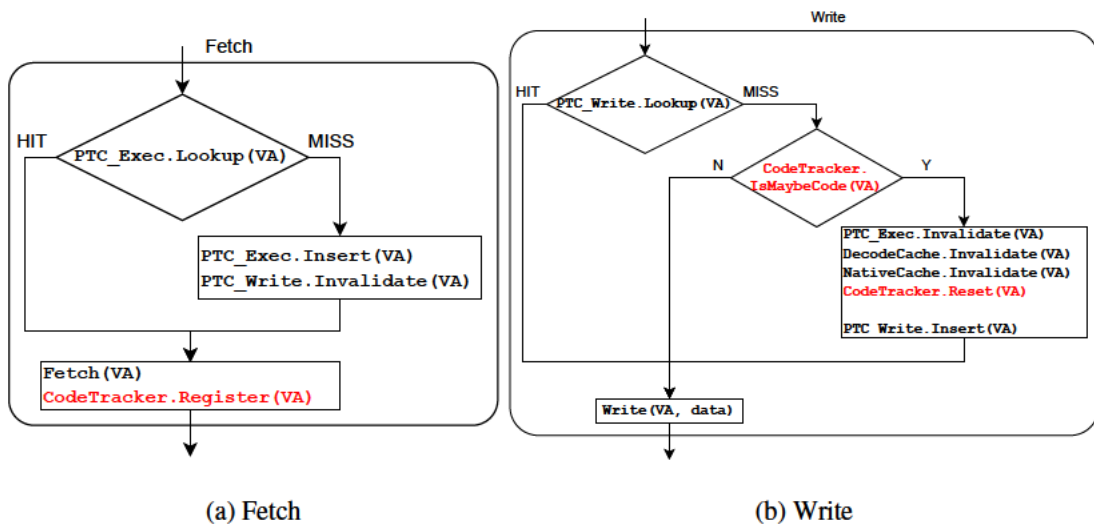 Fetch
PTC_Exec.Lookup(VA)
HIT
MISS
PTC_Exec.Insert(VA)
PTC_Write.Invalidate(VA)
Fetch(VA)
CodeTracker.Register(VA)
(a) Fetch
Write
PTC_Write.Lookup(VA)
HIT
MISS
CodeTracker.
IsMaybeCode(VA)
N
Y
PTC_Exec.Invalidate(VA)
DecodeCache.Invalidate(VA)
NativeCache.Invalidate(VA)
CodeTracker.Reset(VA)
PTC_Write.Insert(VA)
Write(VA, data)
(b) Write